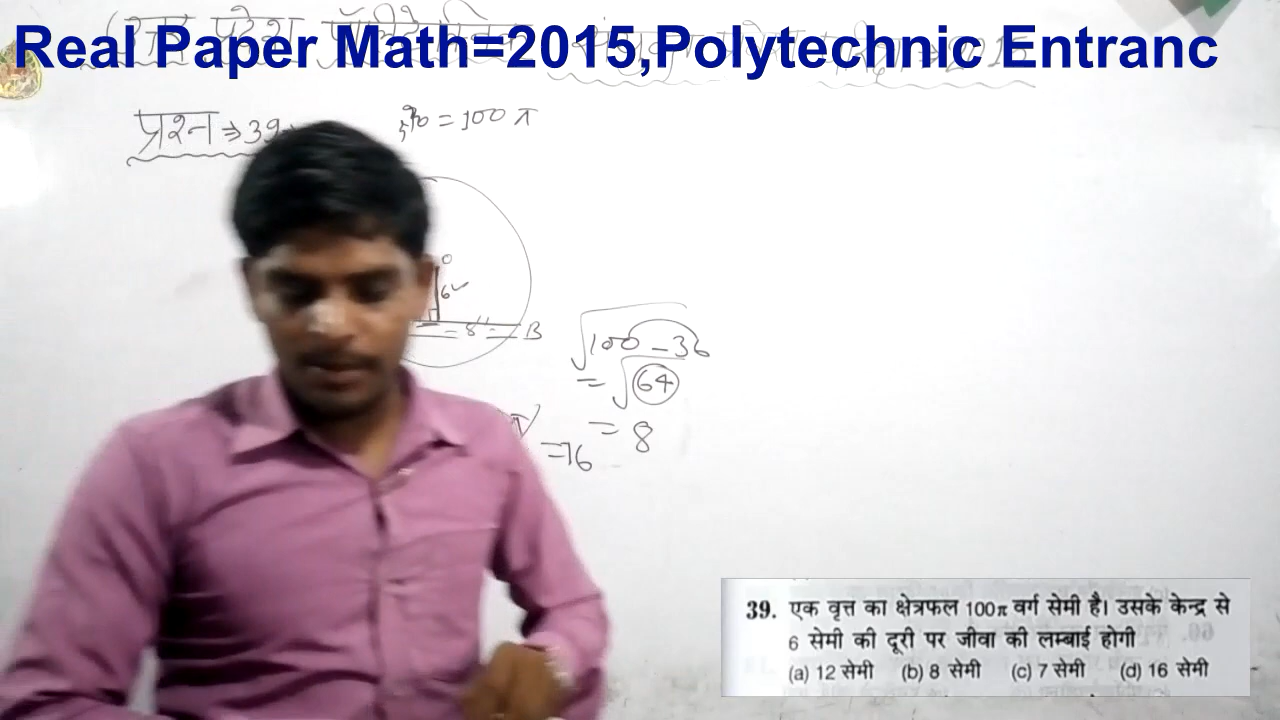 Real Paper Math=2015,Polytechnic Entranc
प्रश्न ⇒ 39
= 100 π
O
6
8
B
√100 - 36
= √64
= 8
= 16
39. एक वृत्त का क्षेत्रफल 100π वर्ग सेमी है। उसके केन्द्र से
6 सेमी की दूरी पर जीवा की लम्बाई होगी
(a) 12 सेमी (b) 8 सेमी (c) 7 सेमी (d) 16 सेमी